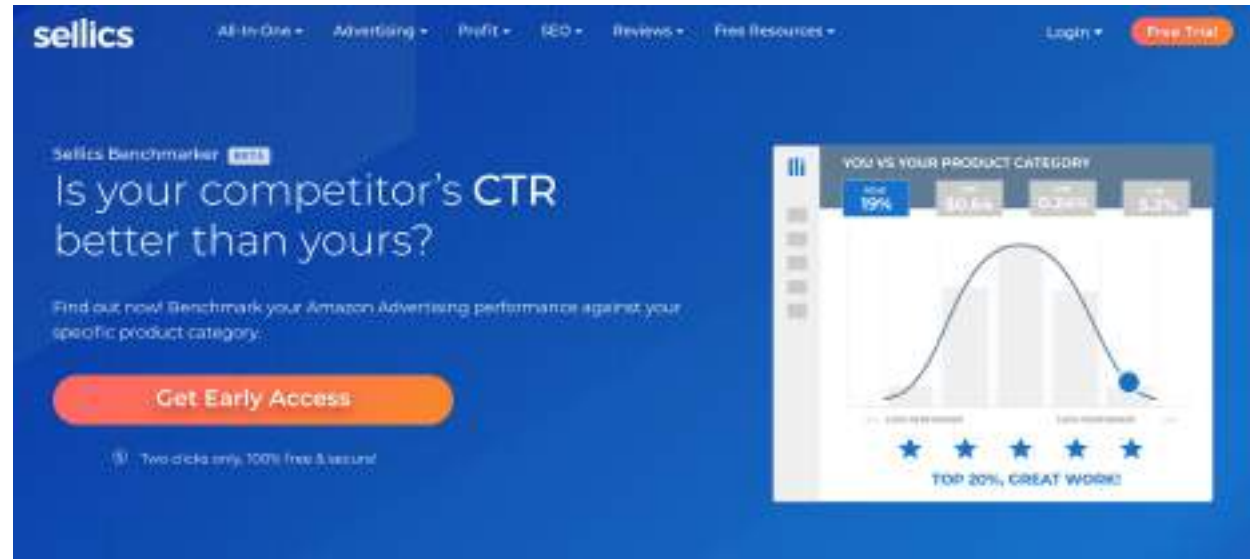 sellics
All-In-One Advertising Profit SEO Reviews Free Resources Login Free Trial
Sellics Benchmarker BETA
Is your competitor's CTR
better than yours?
Find out now! Benchmark your Amazon Advertising performance against your
specific product category.
Get Early Access
Two clicks only, 100% free & secure!
YOU VS YOUR PRODUCT CATEGORY
19%
TOP 20%, GREAT WORK!